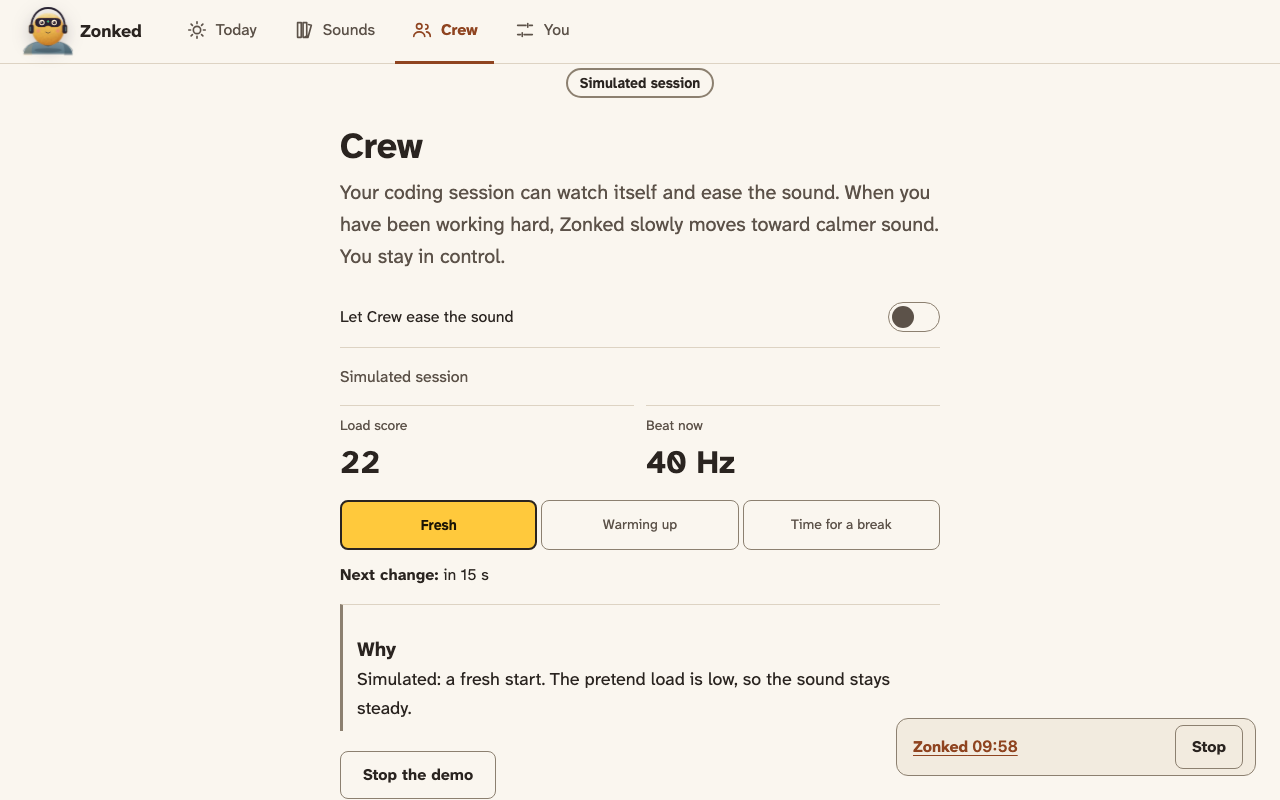 Zonked
Today
Sounds
Crew
You
Simulated session
Crew
Your coding session can watch itself and ease the sound. When you
have been working hard, Zonked slowly moves toward calmer sound.
You stay in control.
Let Crew ease the sound
Simulated session
Load score
22
Beat now
40 Hz
Fresh
Warming up
Time for a break
Next change: in 15 s
Why
Simulated: a fresh start. The pretend load is low, so the sound stays
steady.
Stop the demo
Zonked 09:58
Stop